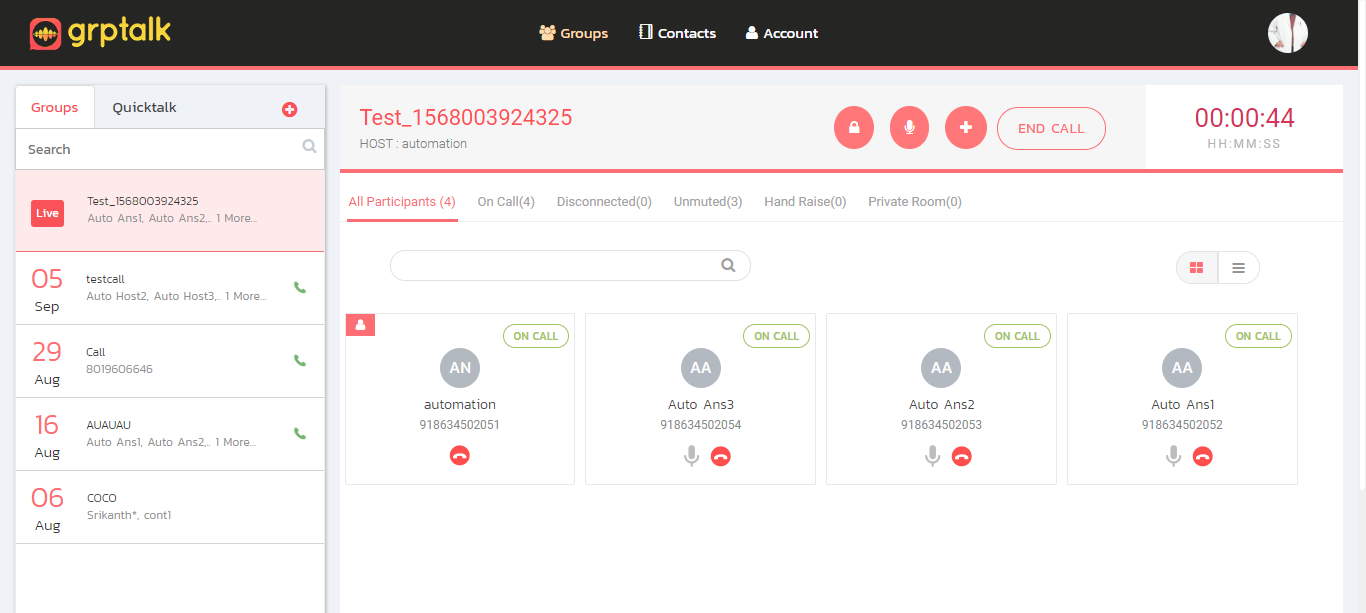 grptalk
Groups
Contacts
Account
Groups
Quicktalk
Search
Live
Test_1568003924325
Auto Ans1, Auto Ans2,.. 1 More...
05
Sep
testcall
Auto Host2, Auto Host3,.. 1 More...
29
Aug
Call
8019606646
16
Aug
AUAUAU
Auto Ans1, Auto Ans2,.. 1 More...
06
Aug
COCO
Srikanth*, cont1
Test_1568003924325
HOST : automation
END CALL
00:00:44
HH:MM:SS
All Participants (4)
On Call(4)
Disconnected(0)
Unmuted(3)
Hand Raise(0)
Private Room(0)
ON CALL
AN
automation
918634502051
ON CALL
AA
Auto Ans3
918634502054
ON CALL
AA
Auto Ans2
918634502053
ON CALL
AA
Auto Ans1
918634502052